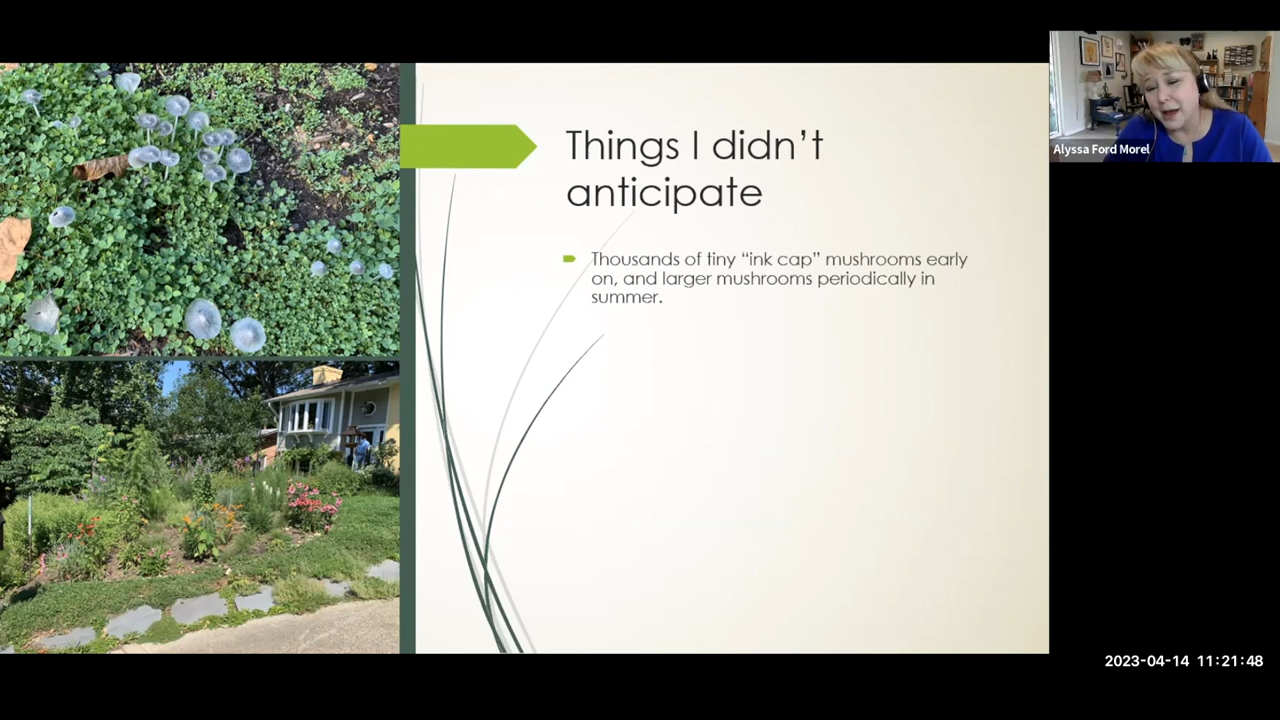 Things I didn’t
anticipate
Thousands of tiny “ink cap” mushrooms early
on, and larger mushrooms periodically in
summer.
Alyssa Ford Morel
2023-04-14 11:21:48